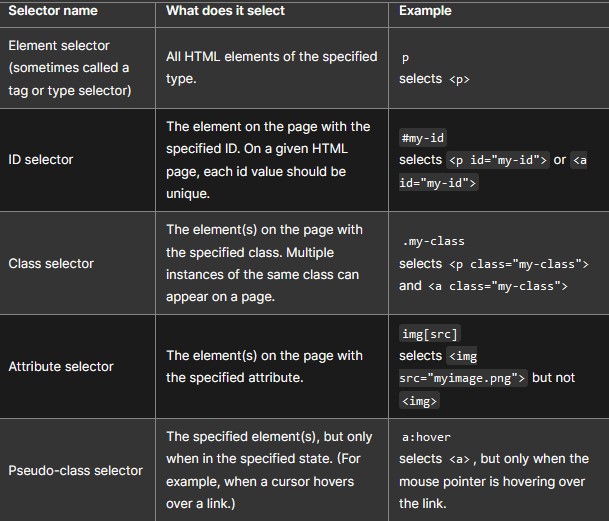 Selector name
What does it select
Example
Element selector
(sometimes called a
tag or type selector)
All HTML elements of the specified
type.
p
selects <p>
ID selector
The element on the page with the
specified ID. On a given HTML
page, each id value should be
unique.
#my-id
selects <p id="my-id"> or <a
id="my-id">
Class selector
The element(s) on the page with
the specified class. Multiple
instances of the same class can
appear on a page.
.my-class
selects <p class="my-class">
and <a class="my-class">
Attribute selector
The element(s) on the page with
the specified attribute.
img[src]
selects <img
src="myimage.png"> but not
<img>
Pseudo-class selector
The specified element(s), but only
when in the specified state. (For
example, when a cursor hovers
over a link.)
a:hover
selects <a>, but only when the
mouse pointer is hovering over
the link.